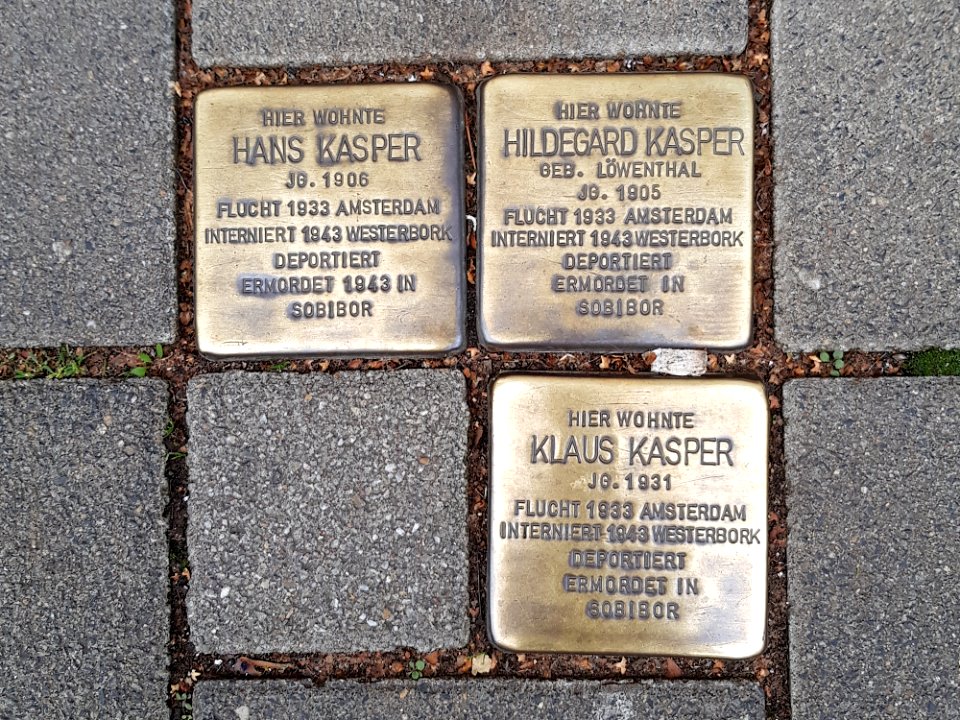 HIER WOHNTE
HANS KASPER
JG. 1906
FLUCHT 1933 AMSTERDAM
INTERNIERT 1943 WESTERBORK
DEPORTIERT
ERMORDET 1943 IN
SOBIBOR
HIER WOHNTE
HILDEGARD KASPER
GEB. LÖWENTHAL
JG. 1905
FLUCHT 1933 AMSTERDAM
INTERNIERT 1943 WESTERBORK
DEPORTIERT
ERMORDET IN
SOBIBOR
HIER WOHNTE
KLAUS KASPER
JG. 1931
FLUCHT 1933 AMSTERDAM
INTERNIERT 1943 WESTERBORK
DEPORTIERT
ERMORDET IN
SOBIBOR